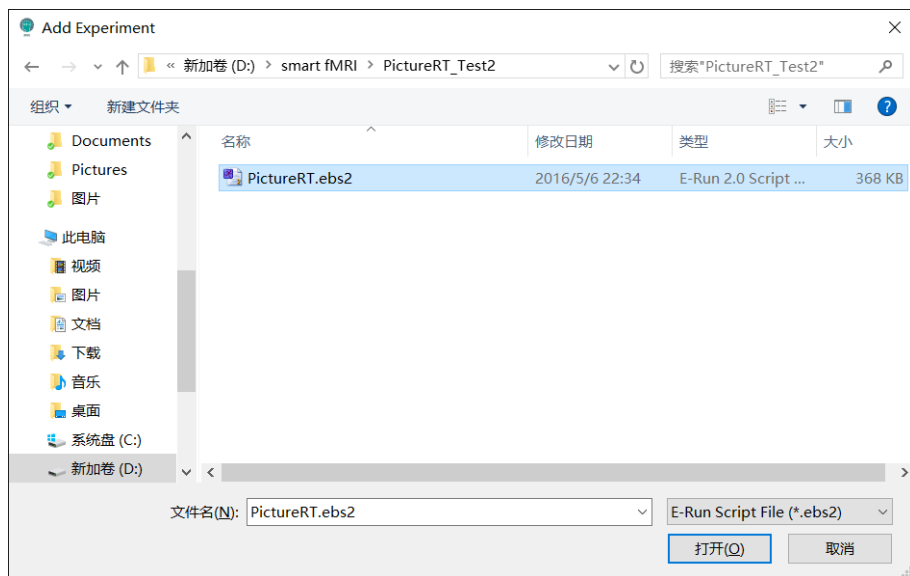 Add Experiment
« 新加卷 (D:) > smart fMRI > PictureRT_Test2
搜索"PictureRT_Test2"
组织
新建文件夹
Documents
Pictures
图片
此电脑
视频
图片
文档
下载
音乐
桌面
系统盘 (C:)
新加卷 (D:)
名称 修改日期 类型 大小
PictureRT.ebs2 2016/5/6 22:34 E-Run 2.0 Script ... 368 KB
文件名(N): PictureRT.ebs2
E-Run Script File (*.ebs2)
打开(O) 取消